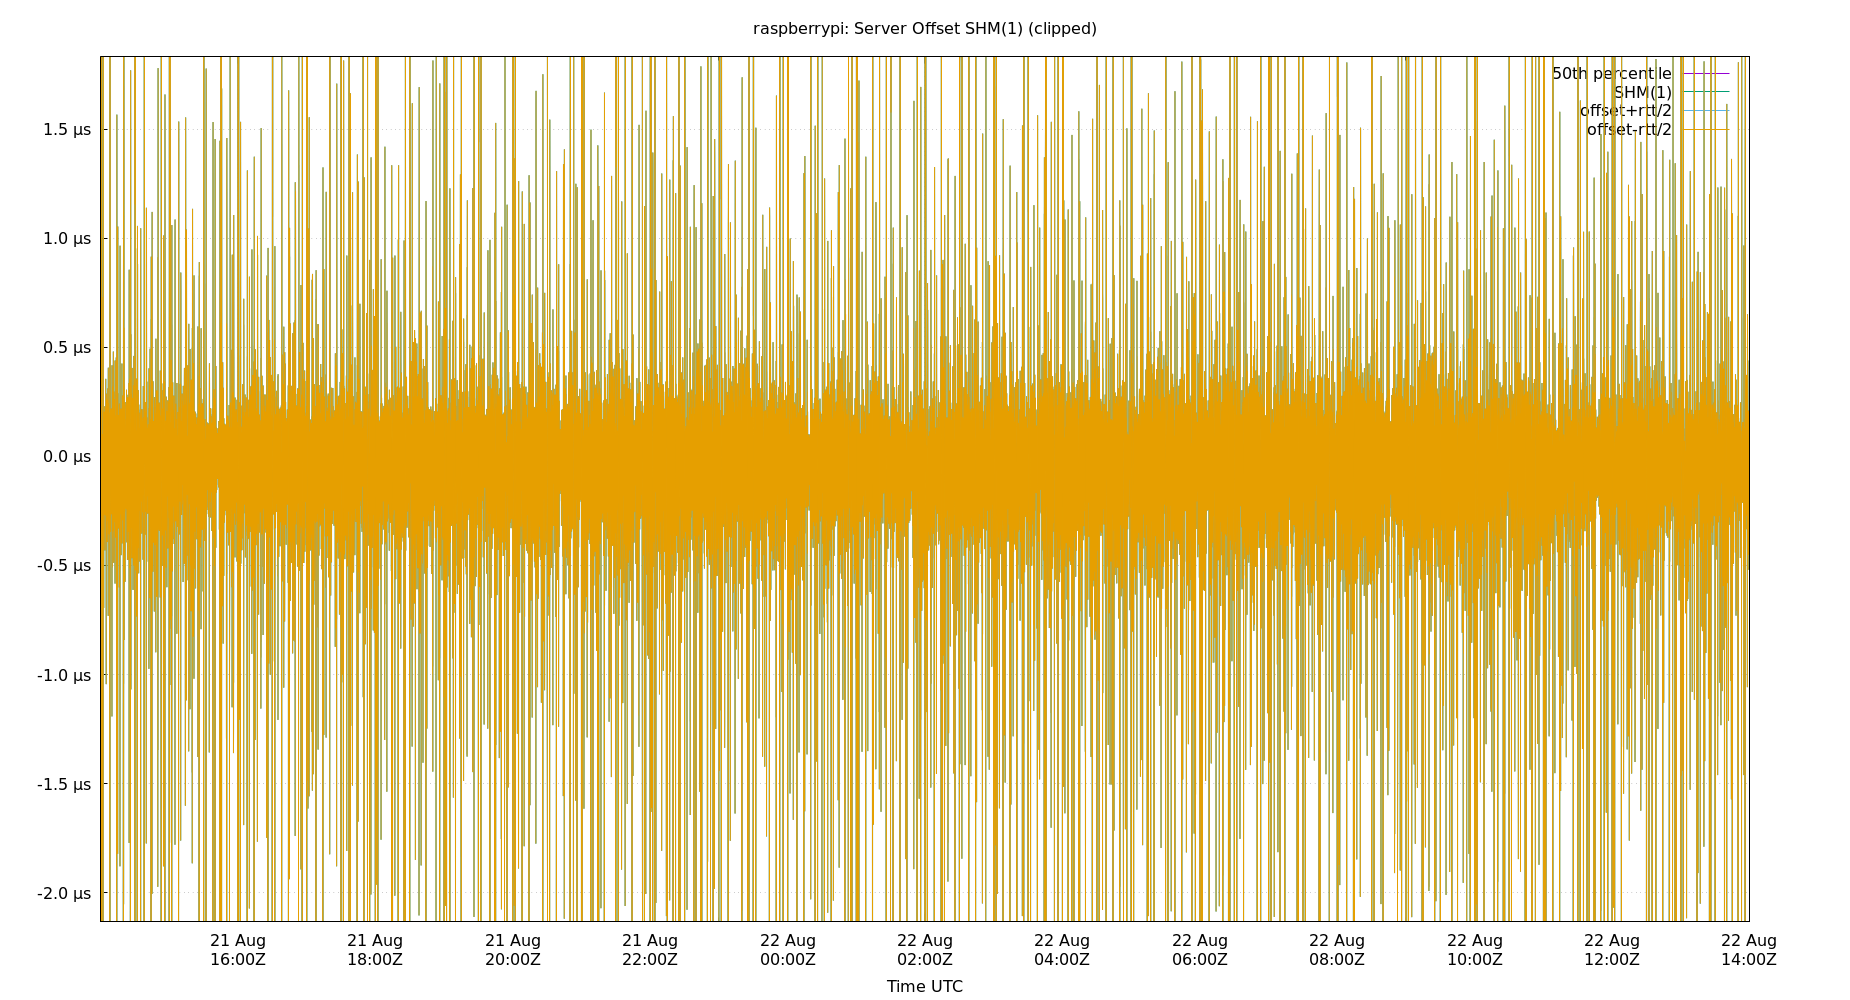 raspberrypi: Server Offset SHM(1) (clipped)
50th percentile
SHM(1)
offset+rtt/2
offset-rtt/2
1.5 µs
1.0 µs
0.5 µs
0.0 µs
-0.5 µs
-1.0 µs
-1.5 µs
-2.0 µs
21 Aug 21 Aug 21 Aug 21 Aug 22 Aug 22 Aug 22 Aug 22 Aug 22 Aug 22 Aug 22 Aug 22 Aug
16:00Z 18:00Z 20:00Z 22:00Z 00:00Z 02:00Z 04:00Z 06:00Z 08:00Z 10:00Z 12:00Z 14:00Z
Time UTC